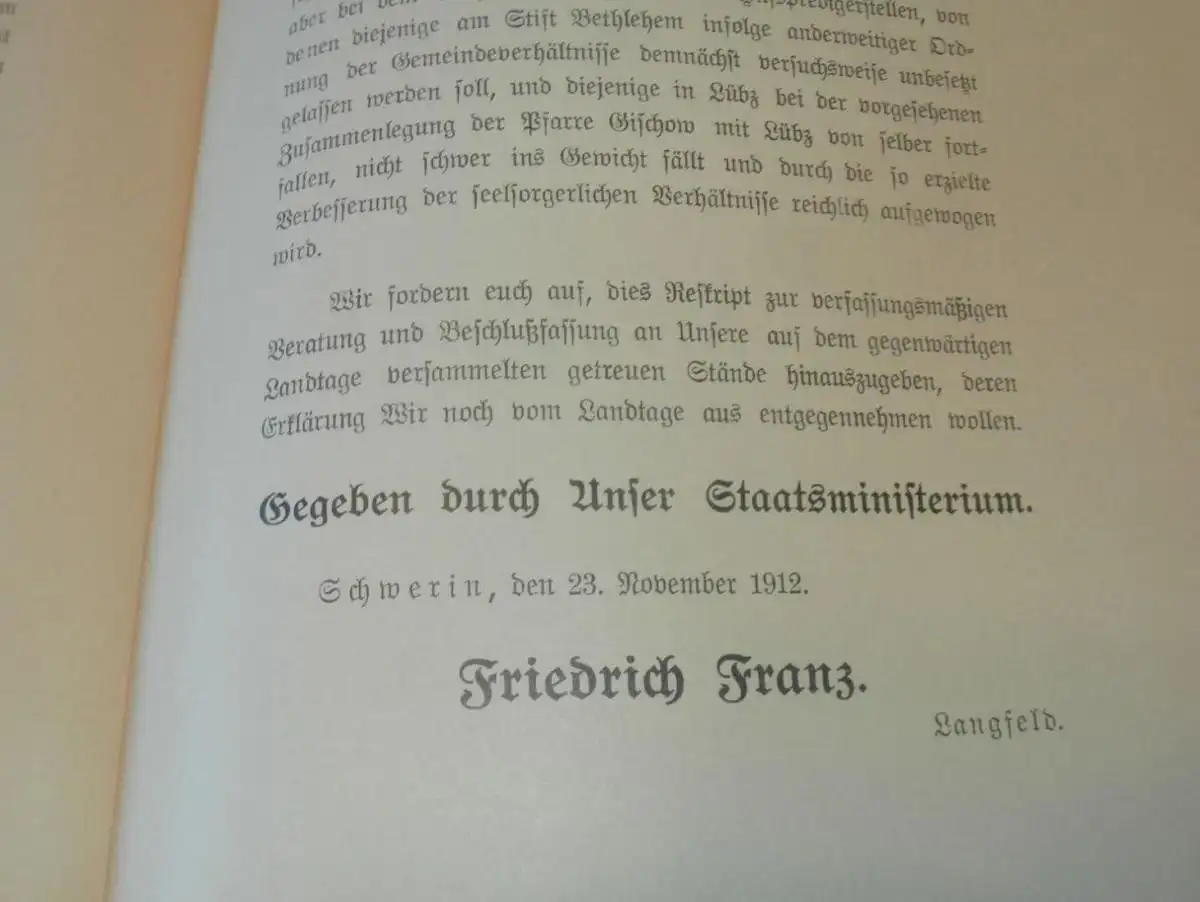 aber bei
denen diejenige am Stift Bethlehem infolge anderweitiger Ord-
nung der Gemeindeverhältnisse demnächst versuchsweise unbesetzt
gelassen werden soll, und diejenige in Lübz bei der vorgesehenen
Zusammenlegung der Pfarre Gischow mit Lübz von selber fort-
fallen, nicht schwer ins Gewicht fällt und durch die so erzielte
Verbesserung der seelsorgerlichen Verhältnisse reichlich aufgewogen
wird.
Wir fordern euch auf, dies Reskript zur verfassungsmäßigen
Beratung und Beschlußfassung an Unsere auf dem gegenwärtigen
Landtage versammelten getreuen Stände hinauszugeben, deren
Erklärung Wir noch vom Landtage aus entgegennehmen wollen.
Gegeben durch Unser Staatsministerium.
Schwerin, den 23. November 1912.
Friedrich Franz.
Langfeld.